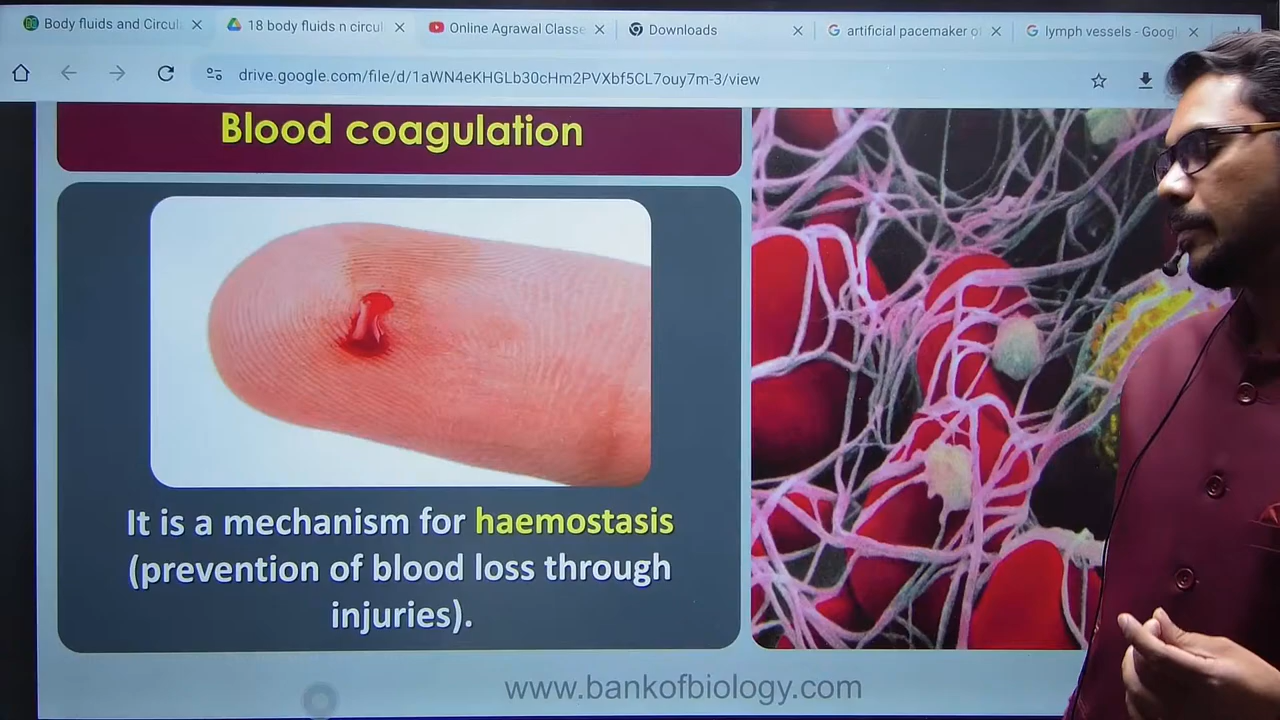 Body fluids and Circul
18 body fluids n circul
Online Agrawal Classe
Downloads
artificial pacemaker o
lymph vessels - Googl
drive.google.com/file/d/1aWN4eKHGLb30cHm2PVXbf5CL7ouy7m-3/view
Blood coagulation
It is a mechanism for haemostasis
(prevention of blood loss through
injuries).
www.bankofbiology.com